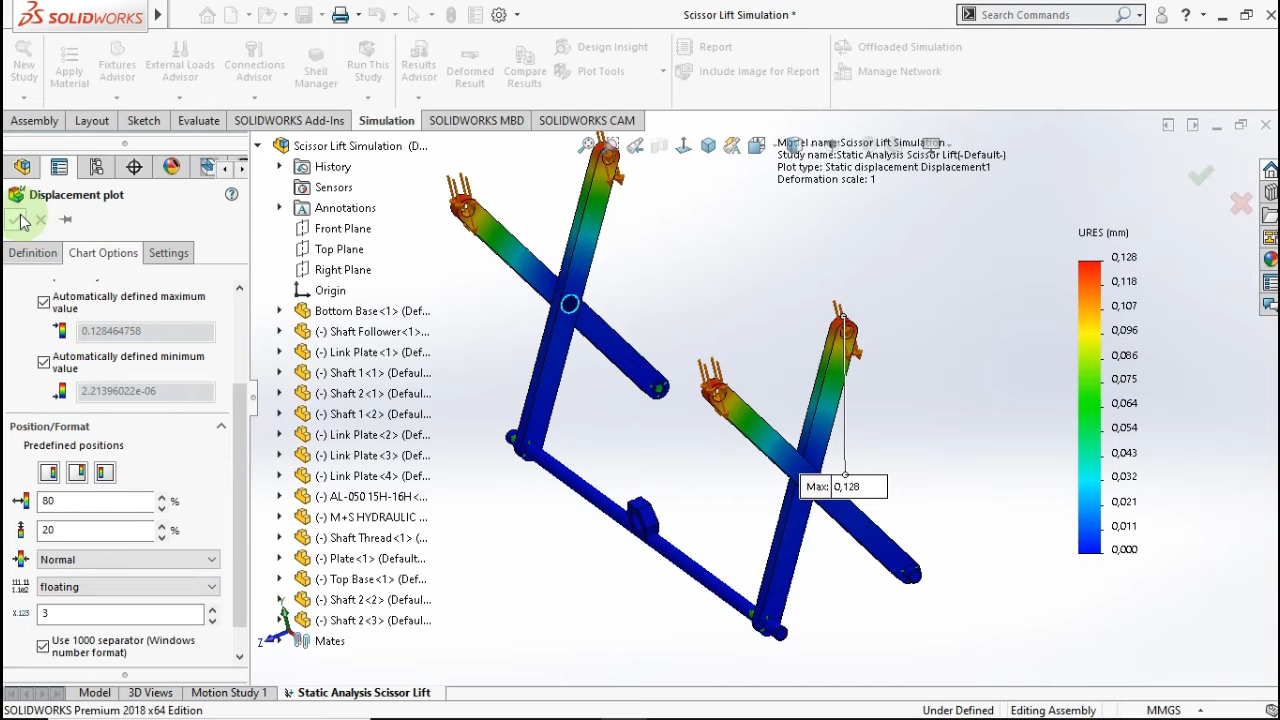 SOLIDWORKS
Scissor Lift Simulation *
Search Commands
?
New Study
Apply Material
Fixtures Advisor
External Loads Advisor
Connections Advisor
Shell Manager
Run This Study
Results Advisor
Deformed Result
Compare Results
Design Insight
Plot Tools
Report
Include Image for Report
Offloaded Simulation
Manage Network
Assembly
Layout
Sketch
Evaluate
SOLIDWORKS Add-Ins
Simulation
SOLIDWORKS MBD
SOLIDWORKS CAM
Displacement plot
?
Definition
Chart Options
Settings
Automatically defined maximum
value
0.128464758
Automatically defined minimum
value
2.21396022e-06
Position/Format
Predefined positions
80
%
20
%
Normal
111.11
floating
X.123
3
Use 1000 separator (Windows
number format)
Scissor Lift Simulation (D...
History
Sensors
Annotations
Front Plane
Top Plane
Right Plane
Origin
Bottom Base<1> (Defau...
(-) Shaft Follower<1>...
(-) Link Plate<1> (Def...
(-) Shaft 1<1> (Defaul...
(-) Shaft 2<1> (Defaul...
(-) Shaft 1<2> (Defaul...
(-) Link Plate<2> (Def...
(-) Link Plate<3> (Def...
(-) Link Plate<4> (Def...
(-) AL-050 15H-16H<...
(-) M+S HYDRAULIC ...
(-) Shaft Thread<1> (...
(-) Plate<1> (Default...
(-) Top Base<1> (Def...
(-) Shaft 2<2> (Defaul...
(-) Shaft 2<3> (Defaul...
Mates
Y
Z
Model name:Scissor Lift Simulation
Study name:Static Analysis Scissor Lift(-Default-)
Plot type: Static displacement Displacement1
Deformation scale: 1
Max: 0,128
URES (mm)
0,128
0,118
0,107
0,096
0,086
0,075
0,064
0,054
0,043
0,032
0,021
0,011
0,000
Model
3D Views
Motion Study 1
Static Analysis Scissor Lift
SOLIDWORKS Premium 2018 x64 Edition
Under Defined
Editing Assembly
MMGS